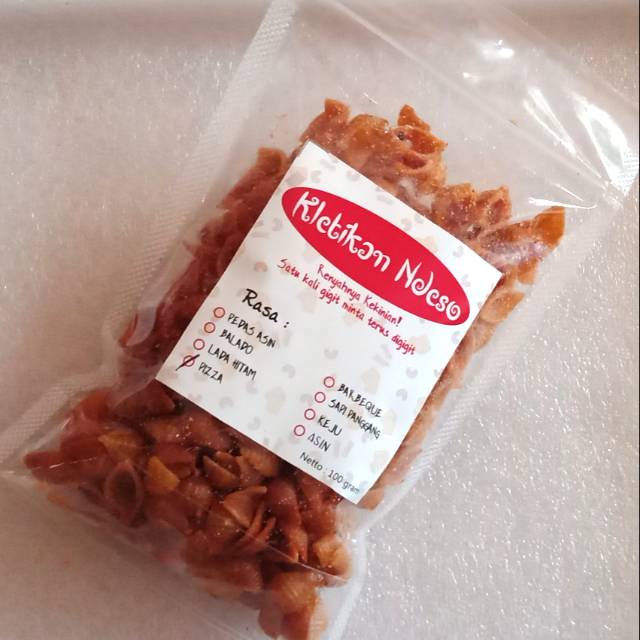 Kletikan Ndeso
Renyahnya Kekinian!
Satu kali gigit minta terus digigit
Rasa :
PEDAS ASIN
BALADO
LADA HITAM
PIZZA
BARBEQUE
SAPI PANGGANG
KEJU
ASIN
Netto : 100 gram